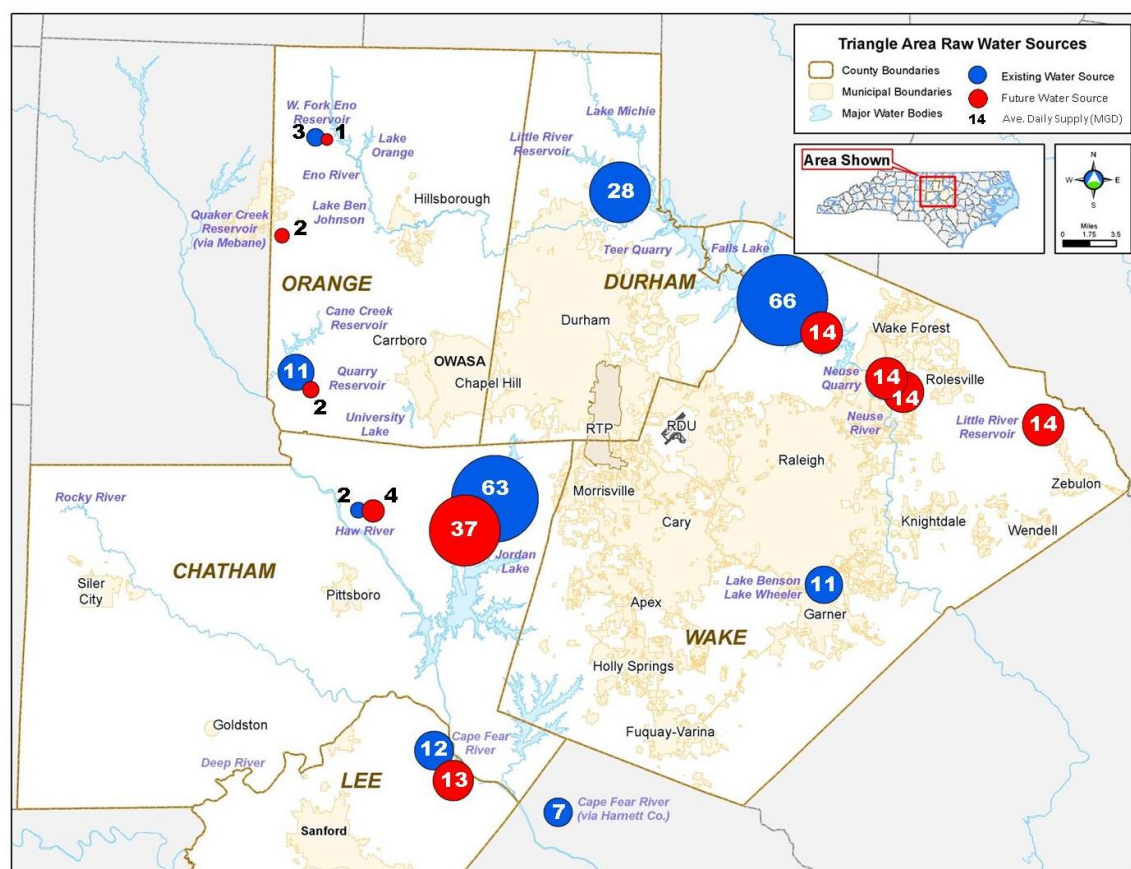 Triangle Area Raw Water Sources
County Boundaries
Municipal Boundaries
Major Water Bodies
Existing Water Source
Future Water Source
14 Ave. Daily Supply (MGD)
Area Shown
N
W E
S
Miles
0 1.75 3.5
W. Fork Eno
Reservoir
3 1
Lake
Orange
Eno River
Lake Ben
Johnson
Hillsborough
Quaker Creek
Reservoir
(via Mebane)
2
ORANGE
Cane Creek
Reservoir
11
2
Quarry
Reservoir
Carrboro
OWASA
Chapel Hill
University
Lake
Lake Michie
Little River
Reservoir
28
Teer Quarry
Falls Lake
DURHAM
Durham
66
14
Wake Forest
Neuse
Quarry
14
14
Rolesville
Neuse
River
Little River
Reservoir
14
RTP
RDU
Raleigh
Zebulon
Morrisville
Cary
Knightdale
Wendell
Rocky River
2 4
Haw River
63
37
Jordan
Lake
CHATHAM
Siler
City
Pittsboro
Lake Benson
Lake Wheeler
11
Garner
Apex
WAKE
Holly Springs
Fuquay-Varina
Goldston
Deep River
Cape Fear
River
12
13
LEE
Sanford
7
Cape Fear River
(via Harnett Co.)